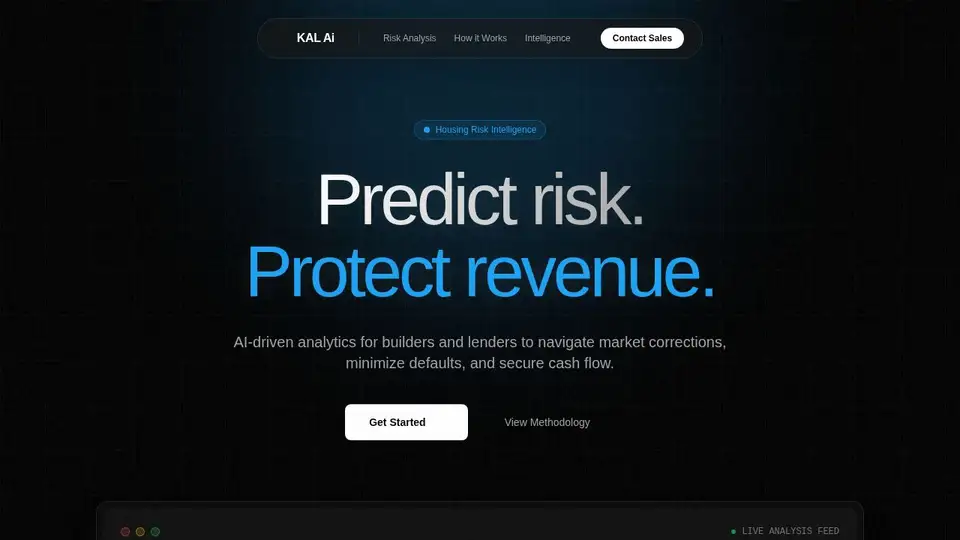 KAL Ai
Risk Analysis
How it Works
Intelligence
Contact Sales
Housing Risk Intelligence
Predict risk.
Protect revenue.
AI-driven analytics for builders and lenders to navigate market corrections,
minimize defaults, and secure cash flow.
Get Started
View Methodology
LIVE ANALYSIS FEED